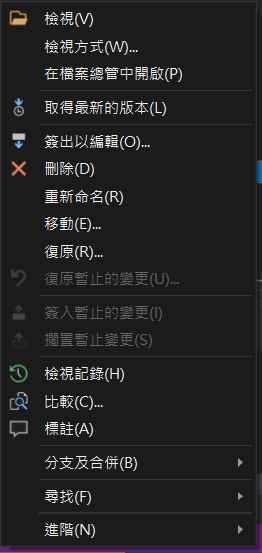 檢視(V)
檢視方式(W)...
在檔案總管中開啟(P)
取得最新的版本(L)
簽出以編輯(O)...
刪除(D)
重新命名(R)
移動(E)...
復原(R)...
復原暫止的變更(U)...
簽入暫止的變更(I)
擱置暫止變更(S)
檢視記錄(H)
比較(C)...
標註(A)
分支及合併(B)
尋找(F)
進階(N)